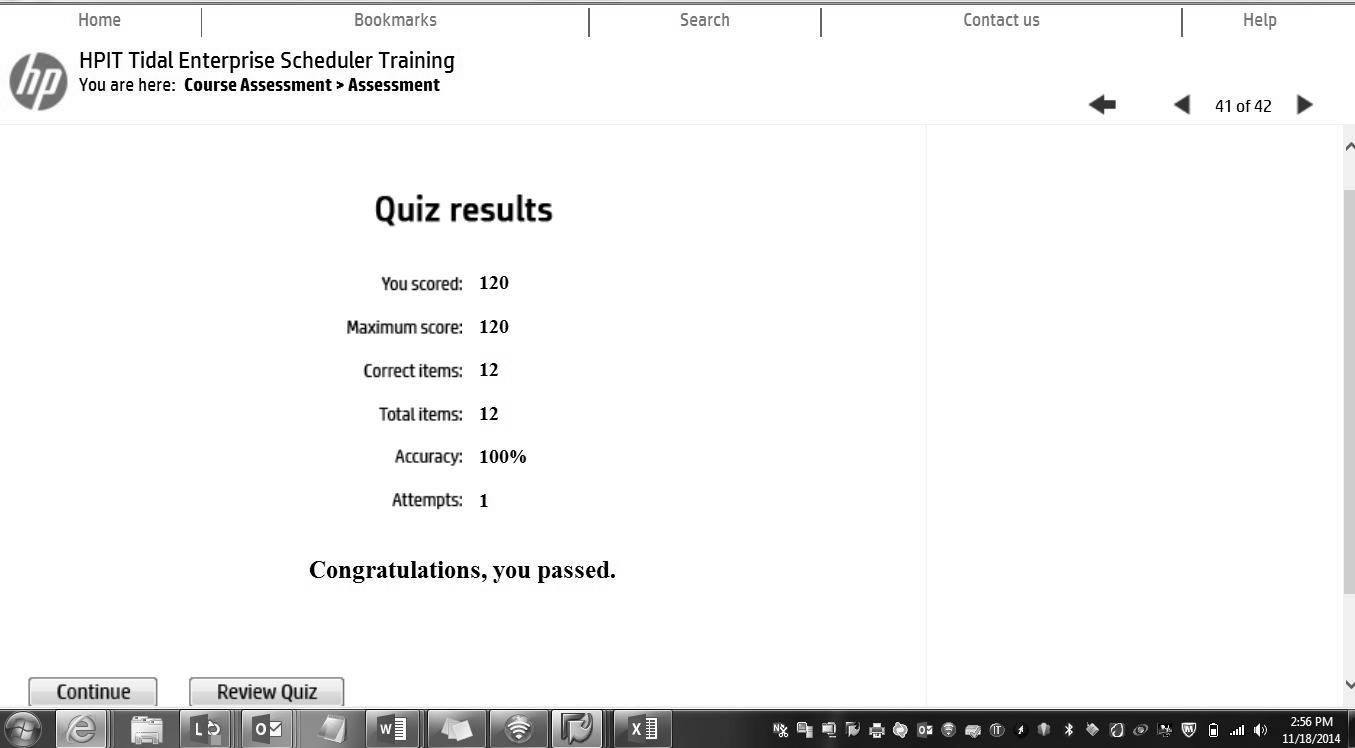 Home Bookmarks Search Contact us Help
hp
HPIT Tidal Enterprise Scheduler Training
You are here: Course Assessment > Assessment
41 of 42
Quiz results
You scored: 120
Maximum score: 120
Correct items: 12
Total items: 12
Accuracy: 100%
Attempts: 1
Congratulations, you passed.
Continue Review Quiz
2:56 PM
11/18/2014